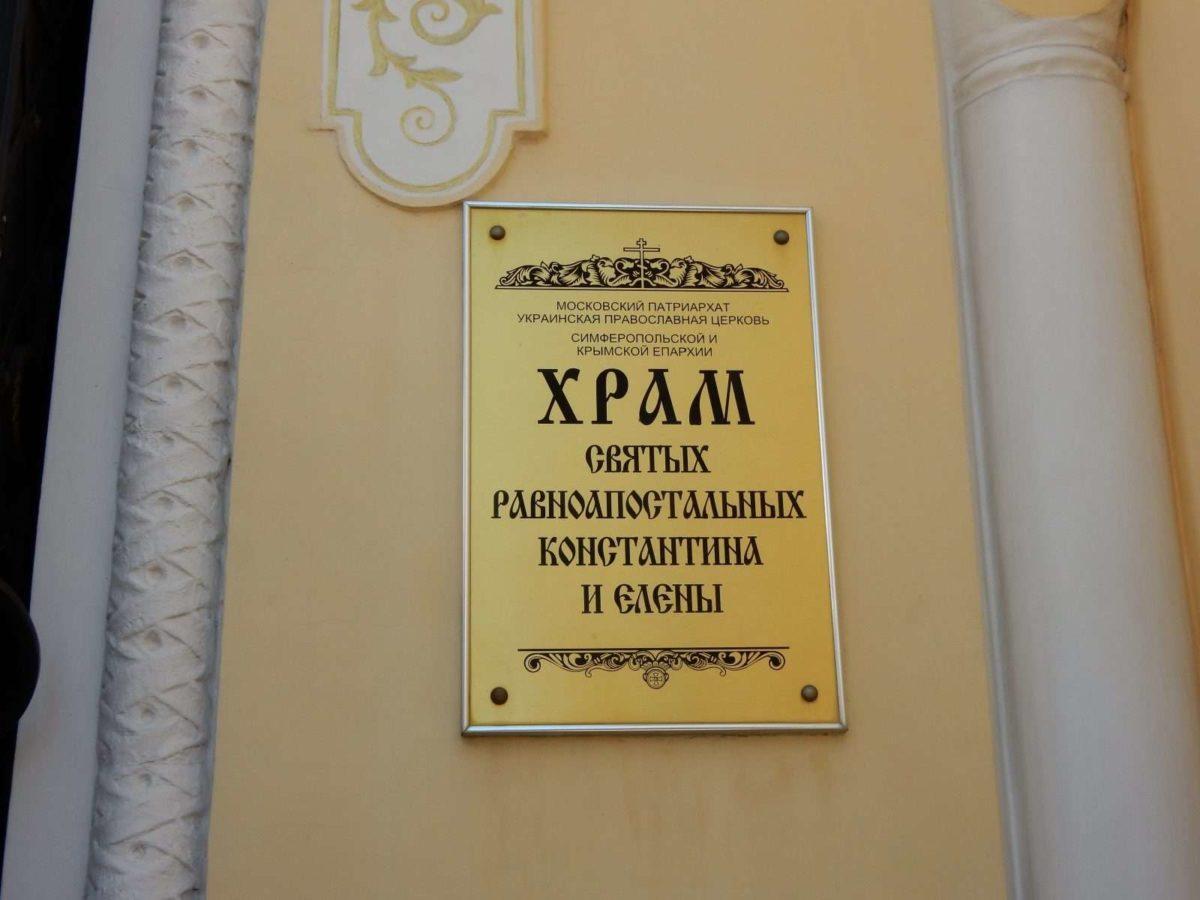 МОСКОВСКИЙ ПАТРИАРХАТ
УКРАИНСКАЯ ПРАВОСЛАВНАЯ ЦЕРКОВЬ
СИМФЕРОПОЛЬСКОЙ И
КРЫМСКОЙ ЕПАРХИИ
ХРАМ
СВЯТЫХ
РАВНОАПОСТАЛЬНЫХ
КОНСТАНТИНА
И ЕЛЕНЫ